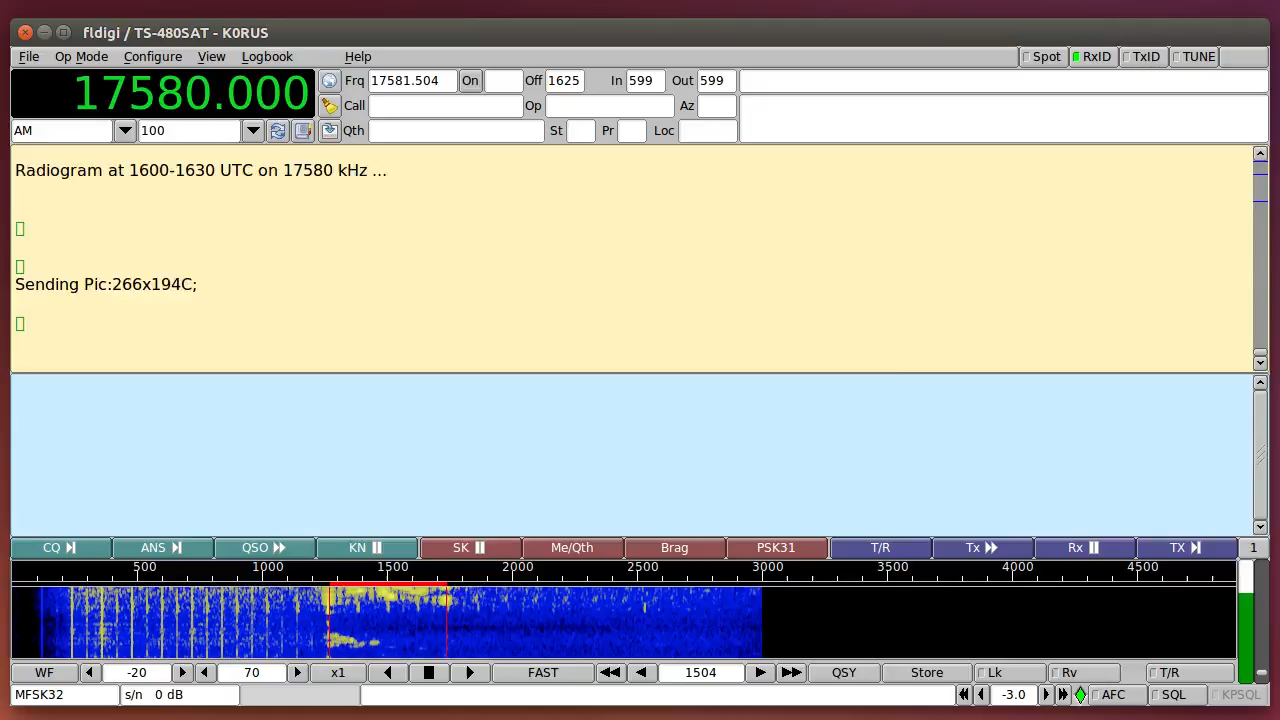 fldigi / TS-480SAT - K0RUS
File Op Mode Configure View Logbook Help Spot RxID TxID TUNE
17580.000 Frq 17581.504 On Off 1625 In 599 Out 599
Call Op Az
AM 100 Qth St Pr Loc
Radiogram at 1600-1630 UTC on 17580 kHz ...
Sending Pic:266x194C;
CQ ANS QSO KN SK Me/Qth Brag PSK31 T/R Tx Rx TX 1
500 1000 1500 2000 2500 3000 3500 4000 4500
WF -20 70 x1 FAST 1504 QSY Store Lk Rv T/R
MFSK32 s/n 0 dB -3.0 AFC SQL KPSQL